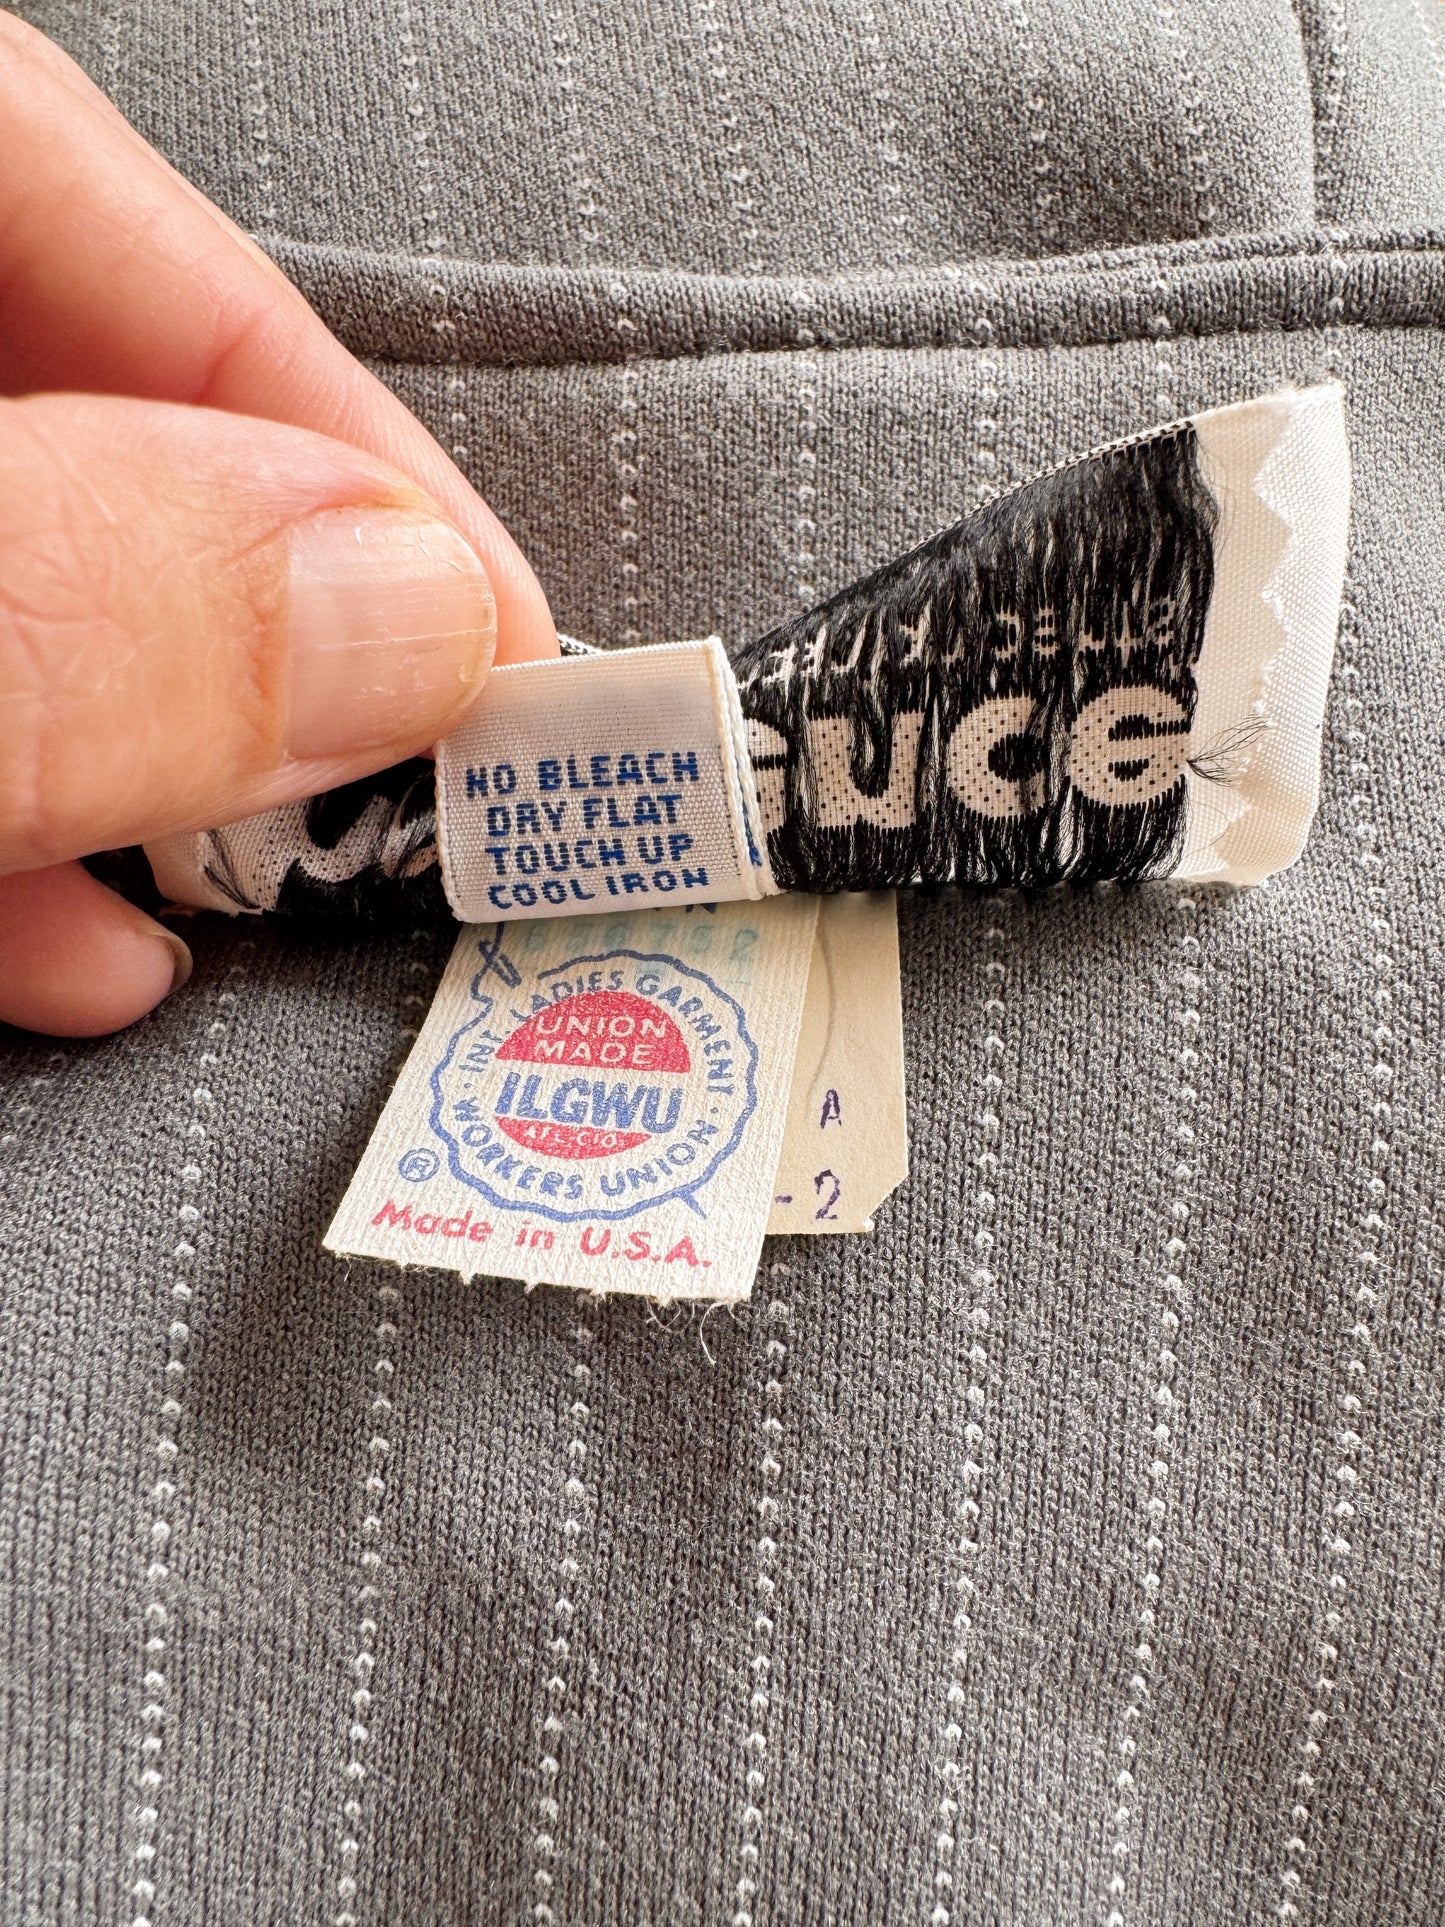 NO BLEACH
DRY FLAT
TOUCH UP
COOL IRON
INT. LADIES GARMENT WORKERS UNION
UNION
MADE
ILGWU
AFL-CIO
®
Made in U.S.A.
A
-2